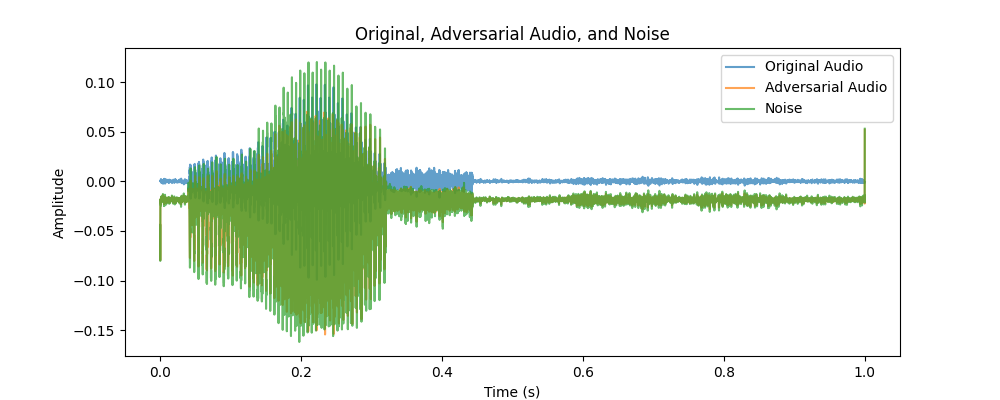 Original, Adversarial Audio, and Noise
Original Audio
Adversarial Audio
Noise
0.10
0.05
0.00
−0.05
−0.10
−0.15
Amplitude
0.0
0.2
0.4
0.6
0.8
1.0
Time (s)